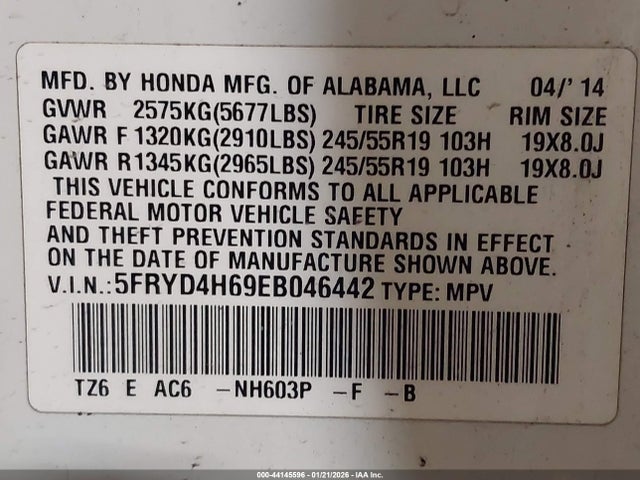 MFD. BY HONDA MFG. OF ALABAMA, LLC 04/' 14
GVWR 2575KG(5677LBS) TIRE SIZE RIM SIZE
GAWR F 1320KG(2910LBS) 245/55R19 103H 19X8.0J
GAWR R 1345KG(2965LBS) 245/55R19 103H 19X8.0J
THIS VEHICLE CONFORMS TO ALL APPLICABLE
FEDERAL MOTOR VEHICLE SAFETY
AND THEFT PREVENTION STANDARDS IN EFFECT
ON THE DATE OF MANUFACTURE SHOWN ABOVE.
V.I.N.:5FRYD4H69EB046442 TYPE: MPV
TZ6 E AC6 -NH603P -F -B
000-44145596 - 01/21/2026 - IAA Inc.